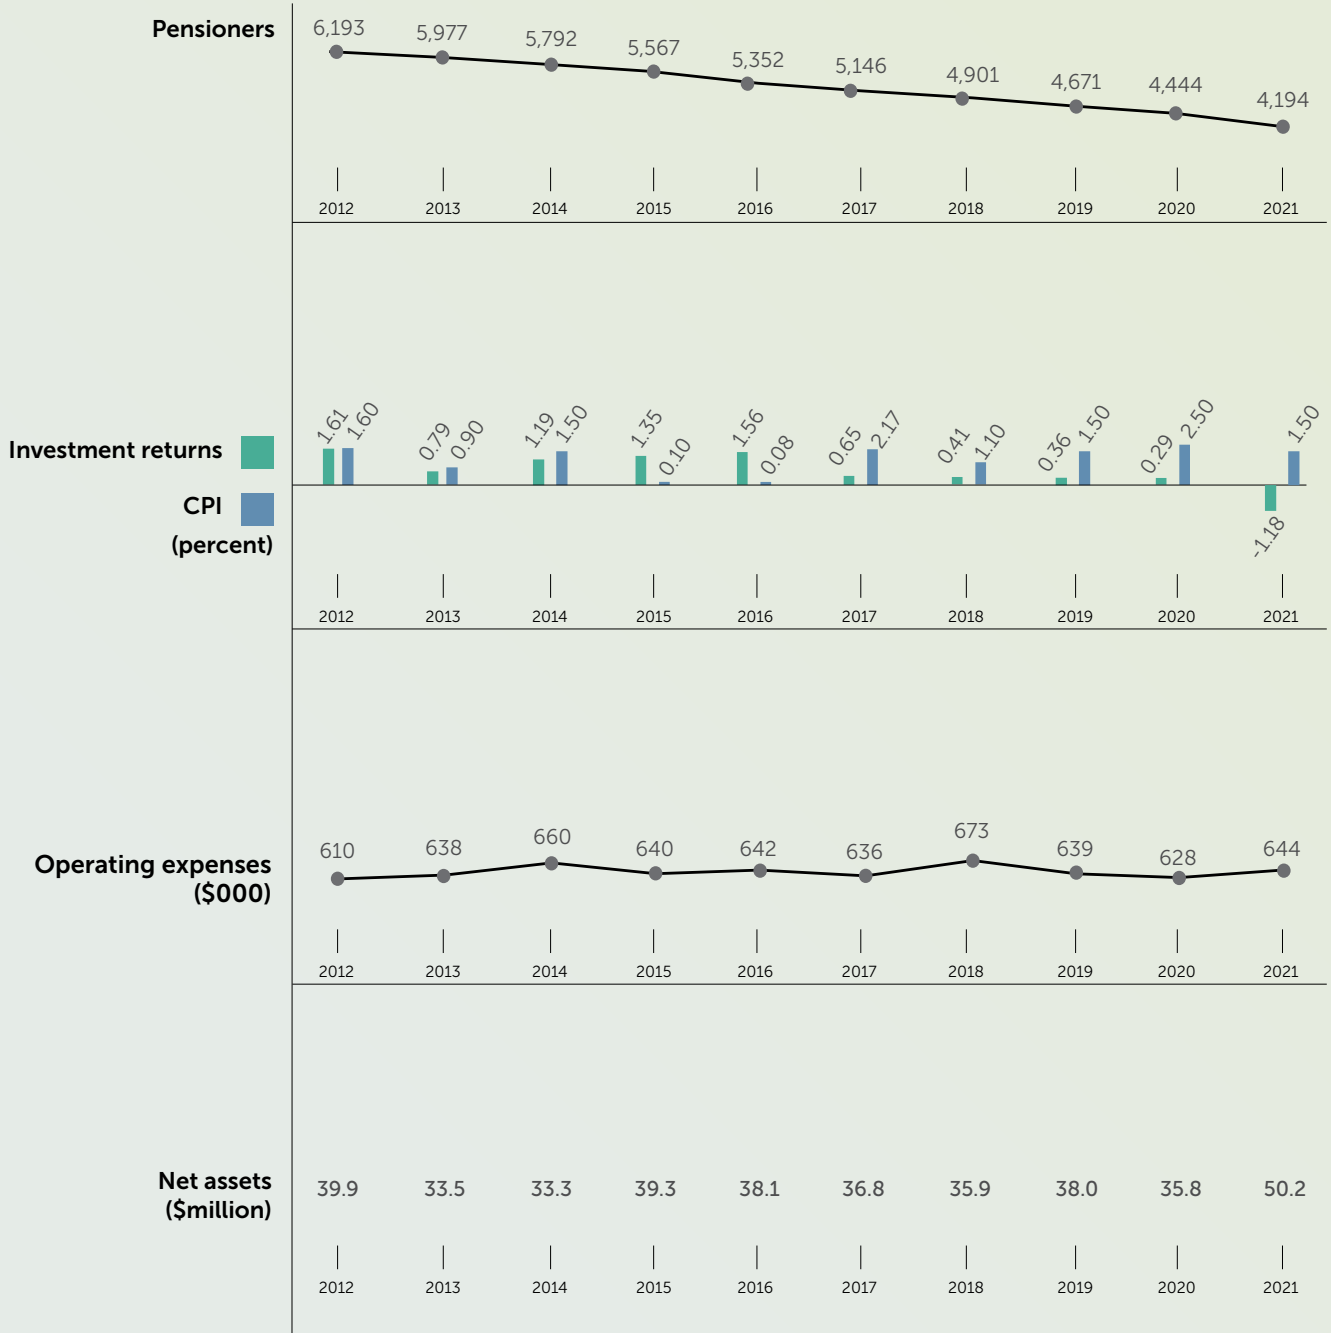 Pensioners
6,193 5,977 5,792 5,567 5,352 5,146 4,901 4,671 4,444 4,194
2012 2013 2014 2015 2016 2017 2018 2019 2020 2021
Investment returns
CPI
(percent)
1.61 1.60 0.79 0.90 1.19 1.50 1.35 0.10 1.56 0.08 0.65 2.17 0.41 1.10 0.36 1.50 0.29 2.50 -1.18 1.50
2012 2013 2014 2015 2016 2017 2018 2019 2020 2021
Operating expenses
($000)
610 638 660 640 642 636 673 639 628 644
2012 2013 2014 2015 2016 2017 2018 2019 2020 2021
Net assets
($million)
39.9 33.5 33.3 39.3 38.1 36.8 35.9 38.0 35.8 50.2
2012 2013 2014 2015 2016 2017 2018 2019 2020 2021